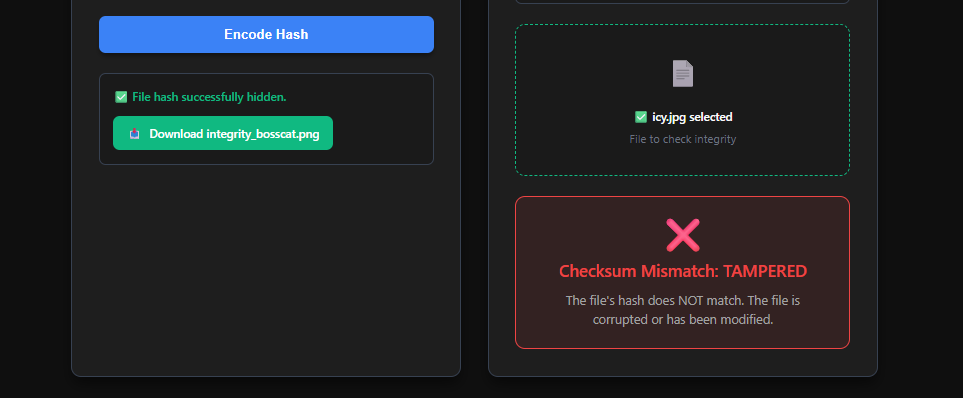 Encode Hash
✅ File hash successfully hidden.
📥 Download integrity_bosscat.png
✅ icy.jpg selected
File to check integrity
❌
Checksum Mismatch: TAMPERED
The file's hash does NOT match. The file is
corrupted or has been modified.